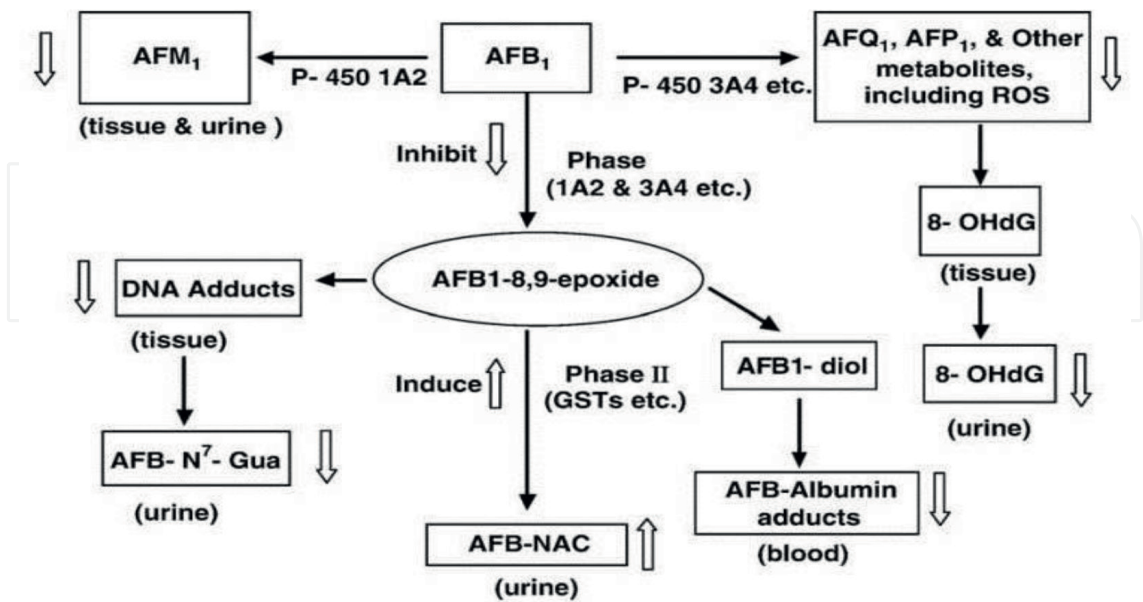 AFM₁
P- 450 1A2
(tissue & urine )
AFB₁
P- 450 3A4 etc.
AFQ₁, AFP₁, & Other
metabolites,
including ROS
Inhibit
Phase
(1A2 & 3A4 etc.)
8- OHdG
(tissue)
AFB1-8,9-epoxide
DNA Adducts
(tissue)
Induce
Phase II
(GSTs etc.)
AFB1- diol
8- OHdG
(urine)
AFB- N⁷- Gua
(urine)
AFB-Albumin
adducts
(blood)
AFB-NAC
(urine)